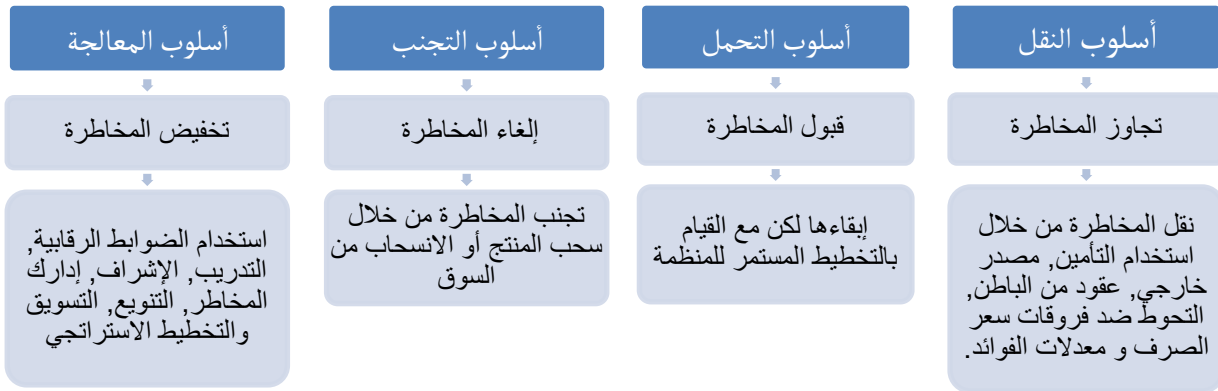 أسلوب النقل
تجاوز المخاطرة
نقل المخاطرة من خلال
استخدام التأمين, مصدر
خارجي, عقود من الباطن,
التحوط ضد فروقات سعر
الصرف و معدلات الفوائد.
أسلوب التحمل
قبول المخاطرة
إبقاءها لكن مع القيام
بالتخطيط المستمر للمنظمة
أسلوب التجنب
إلغاء المخاطرة
تجنب المخاطرة من خلال
سحب المنتج أو الانسحاب من
السوق
أسلوب المعالجة
تخفيض المخاطرة
استخدام الضوابط الرقابية,
التدريب, الإشراف, إدارك
المخاطر, التنويع, التسويق
والتخطيط الاستراتجي